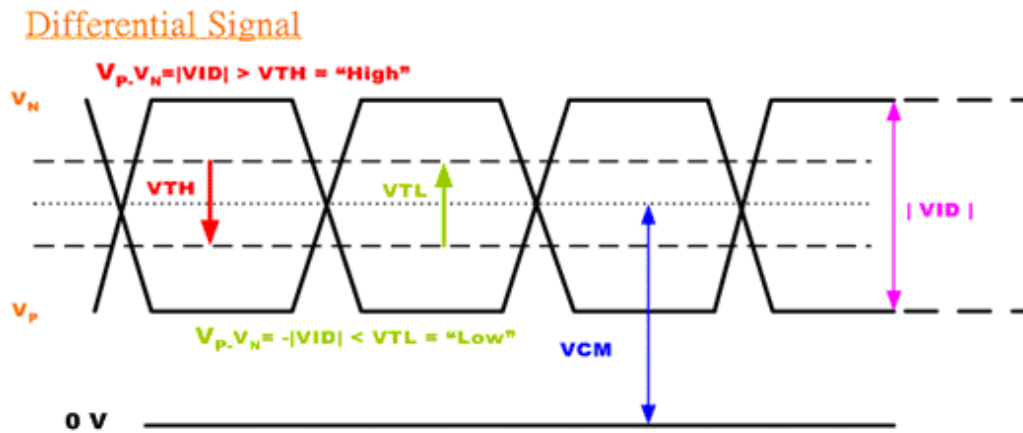 Differential Signal
VP-VN=|VID| > VTH = “High”
VN
VTH
VTL
| VID |
VP
VP-VN= -|VID| < VTL = “Low”
VCM
0 V